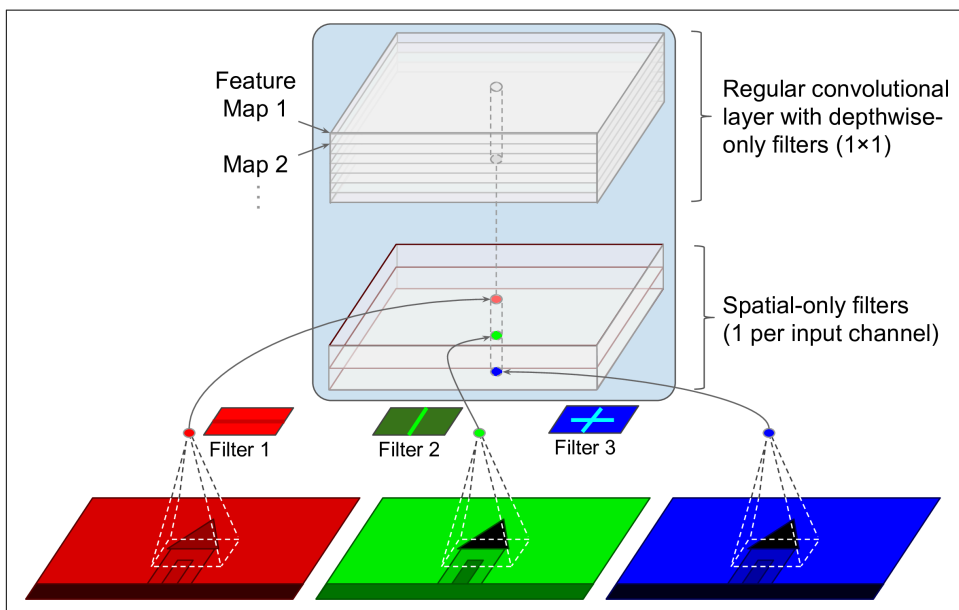 Feature
Map 1
Map 2
⋮
Regular convolutional
layer with depthwise-
only filters (1×1)
Spatial-only filters
(1 per input channel)
Filter 1
Filter 2
Filter 3